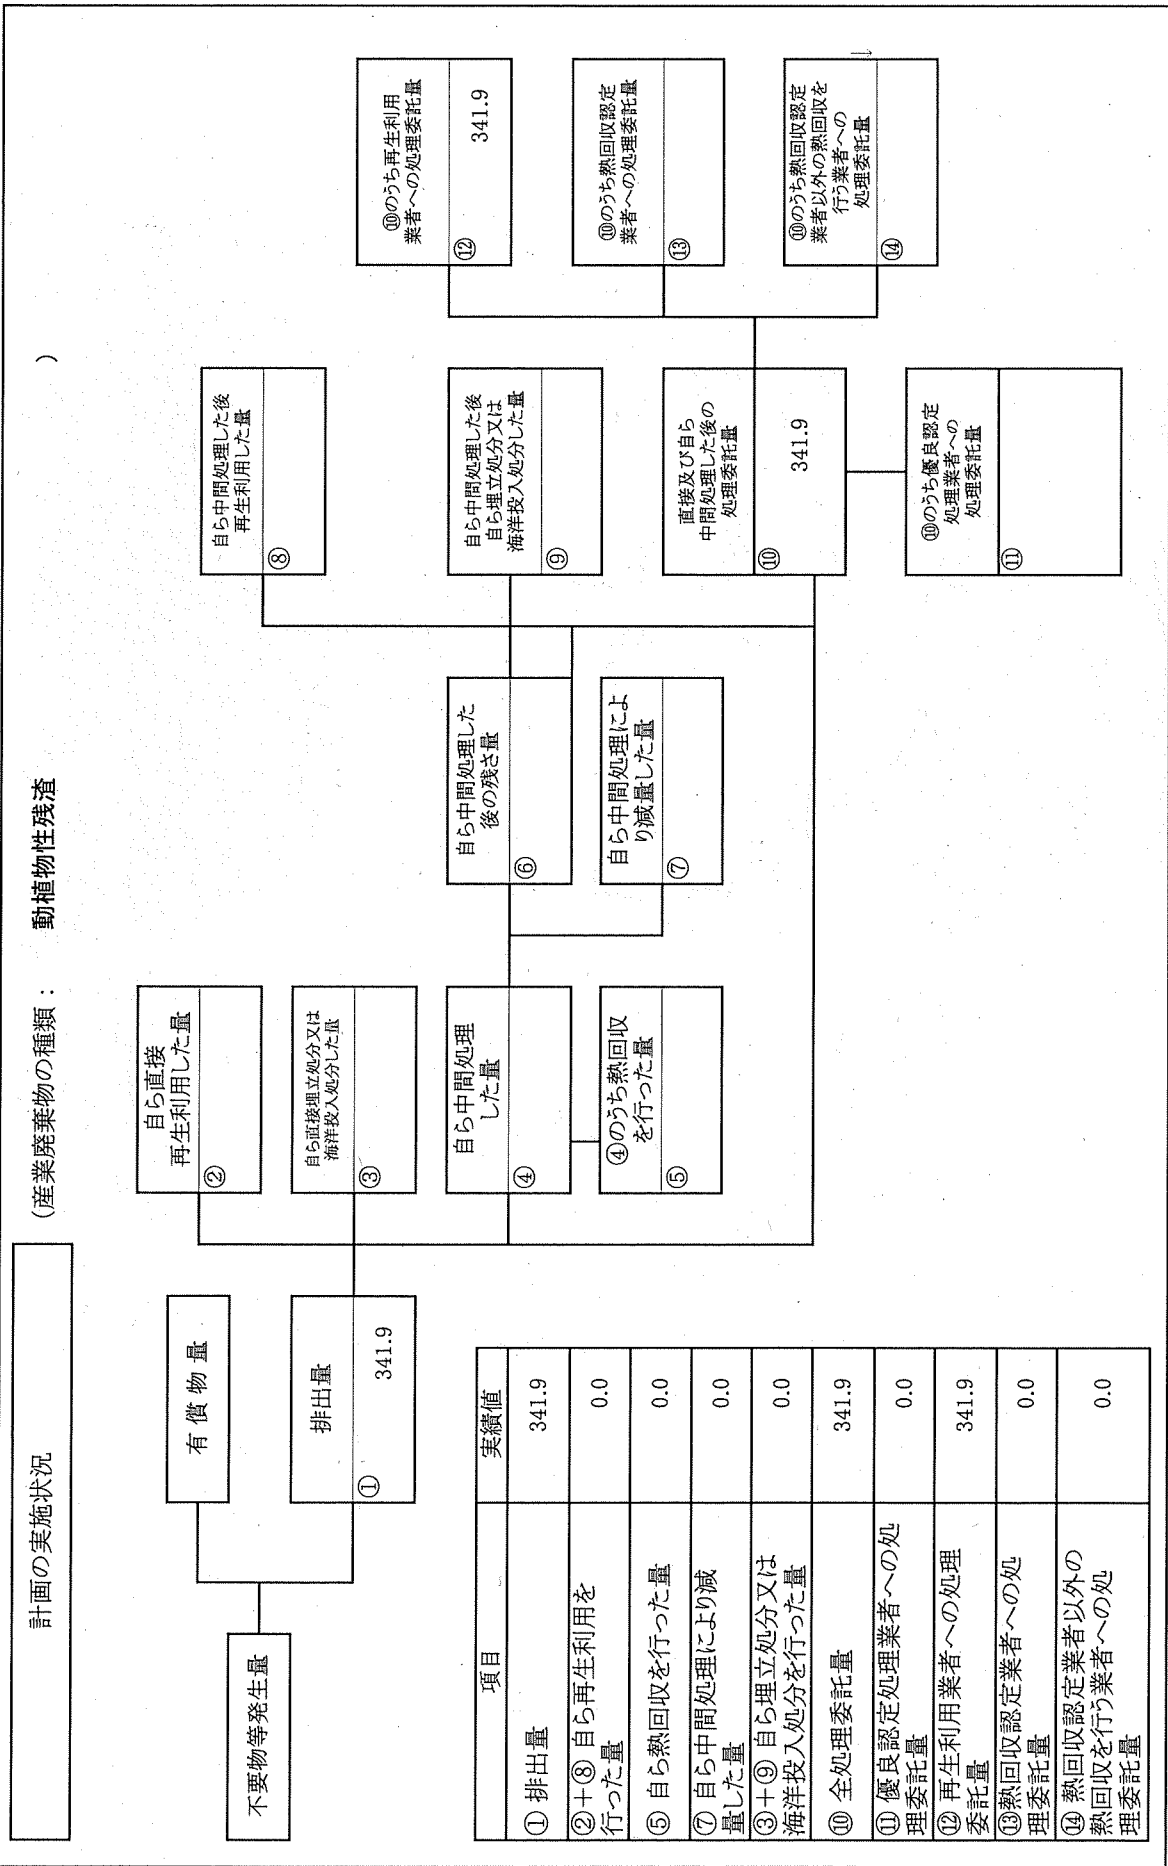 計画の実施状況
(産業廃棄物の種類： 動植物性残渣 )
不要物等発生量
有 償 物 量
排出量
① 341.9
自ら直接
再生利用した量
②
自ら直接埋立処分又は
海洋投入処分した量
③
自ら中間処理
した量
④
④のうち熱回収
を行った量
⑤
自ら中間処理した
後の残さ量
⑥
自ら中間処理によ
り減量した量
⑦
自ら中間処理した後
再生利用した量
⑧
自ら中間処理した後
自ら埋立処分又は
海洋投入処分した量
⑨
直接及び自ら
中間処理した後の
処理委託量
⑩ 341.9
⑩のうち優良認定
処理業者への
処理委託量
⑪
⑩のうち再生利用
業者への処理委託量
⑫ 341.9
⑩のうち熱回収認定
業者への処理委託量
⑬
⑩のうち熱回収認定
業者以外の熱回収を
行う業者への
処理委託量
⑭
項目 実績値
① 排出量 341.9
②＋⑧ 自ら再生利用を
行った量 0.0
⑤ 自ら熱回収を行った量 0.0
⑦ 自ら中間処理により減
量した量 0.0
③＋⑨ 自ら埋立処分又は
海洋投入処分を行った量 0.0
⑩ 全処理委託量 341.9
⑪ 優良認定処理業者への処
理委託量 0.0
⑫ 再生利用業者への処理
委託量 341.9
⑬熱回収認定業者への処
理委託量 0.0
⑭ 熱回収認定業者以外の
熱回収を行う業者への処
理委託量 0.0